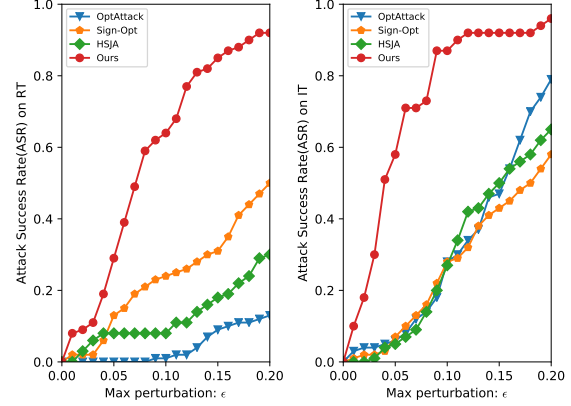 Attack Success Rate(ASR) on RT
1.0
0.8
0.6
0.4
0.2
0.0
OptAttack
Sign-Opt
HSJA
Ours
0.00 0.05 0.10 0.15 0.20
Max perturbation: ϵ
Attack Success Rate(ASR) on IT
1.0
0.8
0.6
0.4
0.2
0.0
OptAttack
Sign-Opt
HSJA
Ours
0.00 0.05 0.10 0.15 0.20
Max perturbation: ϵ